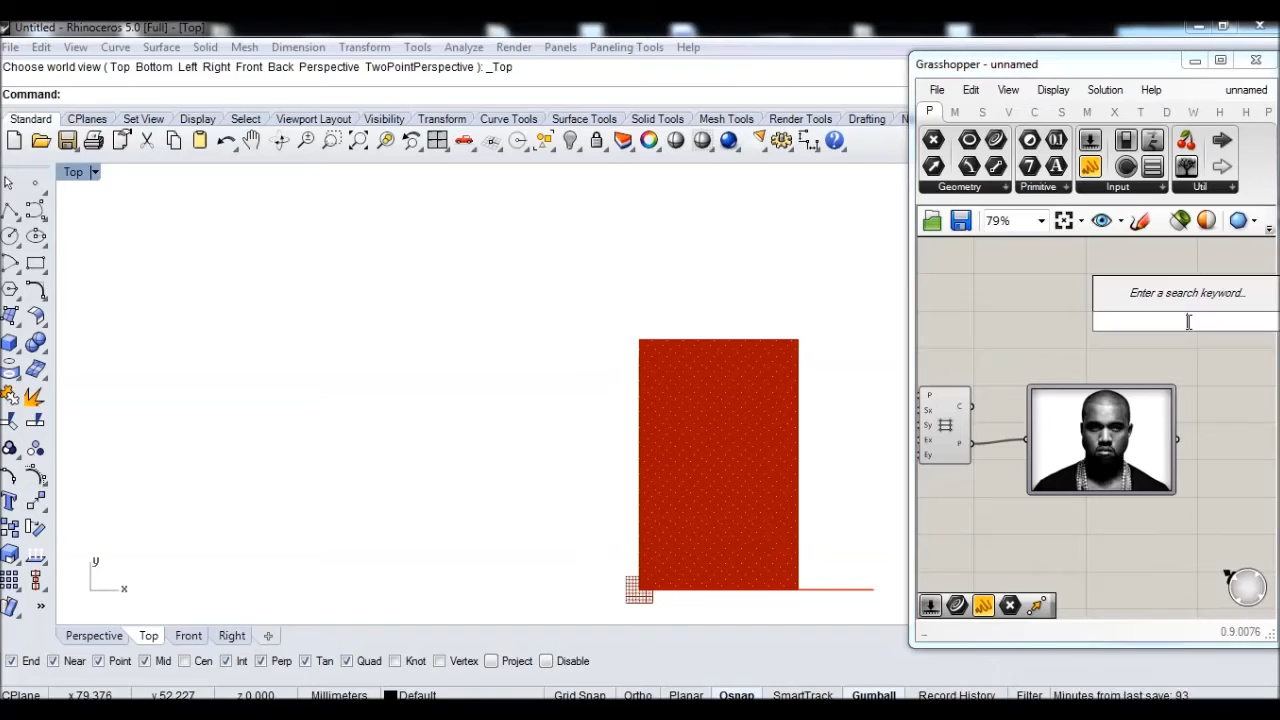 Untitled - Rhinoceros 5.0 [Full] - [Top]
File Edit View Curve Surface Solid Mesh Dimension Transform Tools Analyze Render Panels Paneling Tools Help
Choose world view ( Top Bottom Left Right Front Back Perspective TwoPointPerspective ): _Top
Command:
Standard CPlanes Set View Display Select Viewport Layout Visibility Transform Curve Tools Surface Tools Solid Tools Mesh Tools Render Tools Drafting N
Top
y
x
Perspective Top Front Right
End Near Point Mid Cen Int Perp Tan Quad Knot Vertex Project Disable
CPlane x 79.376 y 52.227 z 0.000 Millimeters Default Grid Snap Ortho Planar Osnap SmartTrack Gumball Record History Filter Minutes from last save: 93
Grasshopper - unnamed
File Edit View Display Solution Help unnamed
P M S V C S M X T D W H H P
Geometry Primitive Input Util
79%
Enter a search keyword...
P
Sx
Sy
Ex
Ey
C
P
0.9.0076